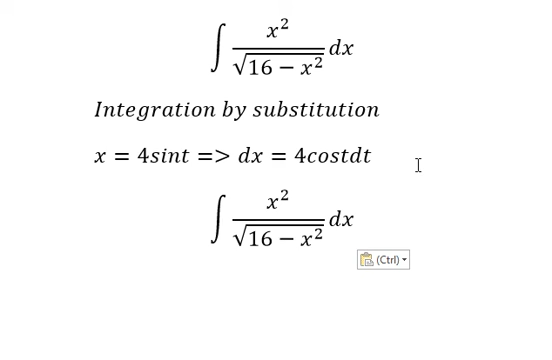 ∫ x²/√(16 − x²) dx
Integration by substitution
x = 4sint => dx = 4costdt
∫ x²/√(16 − x²) dx
(Ctrl)